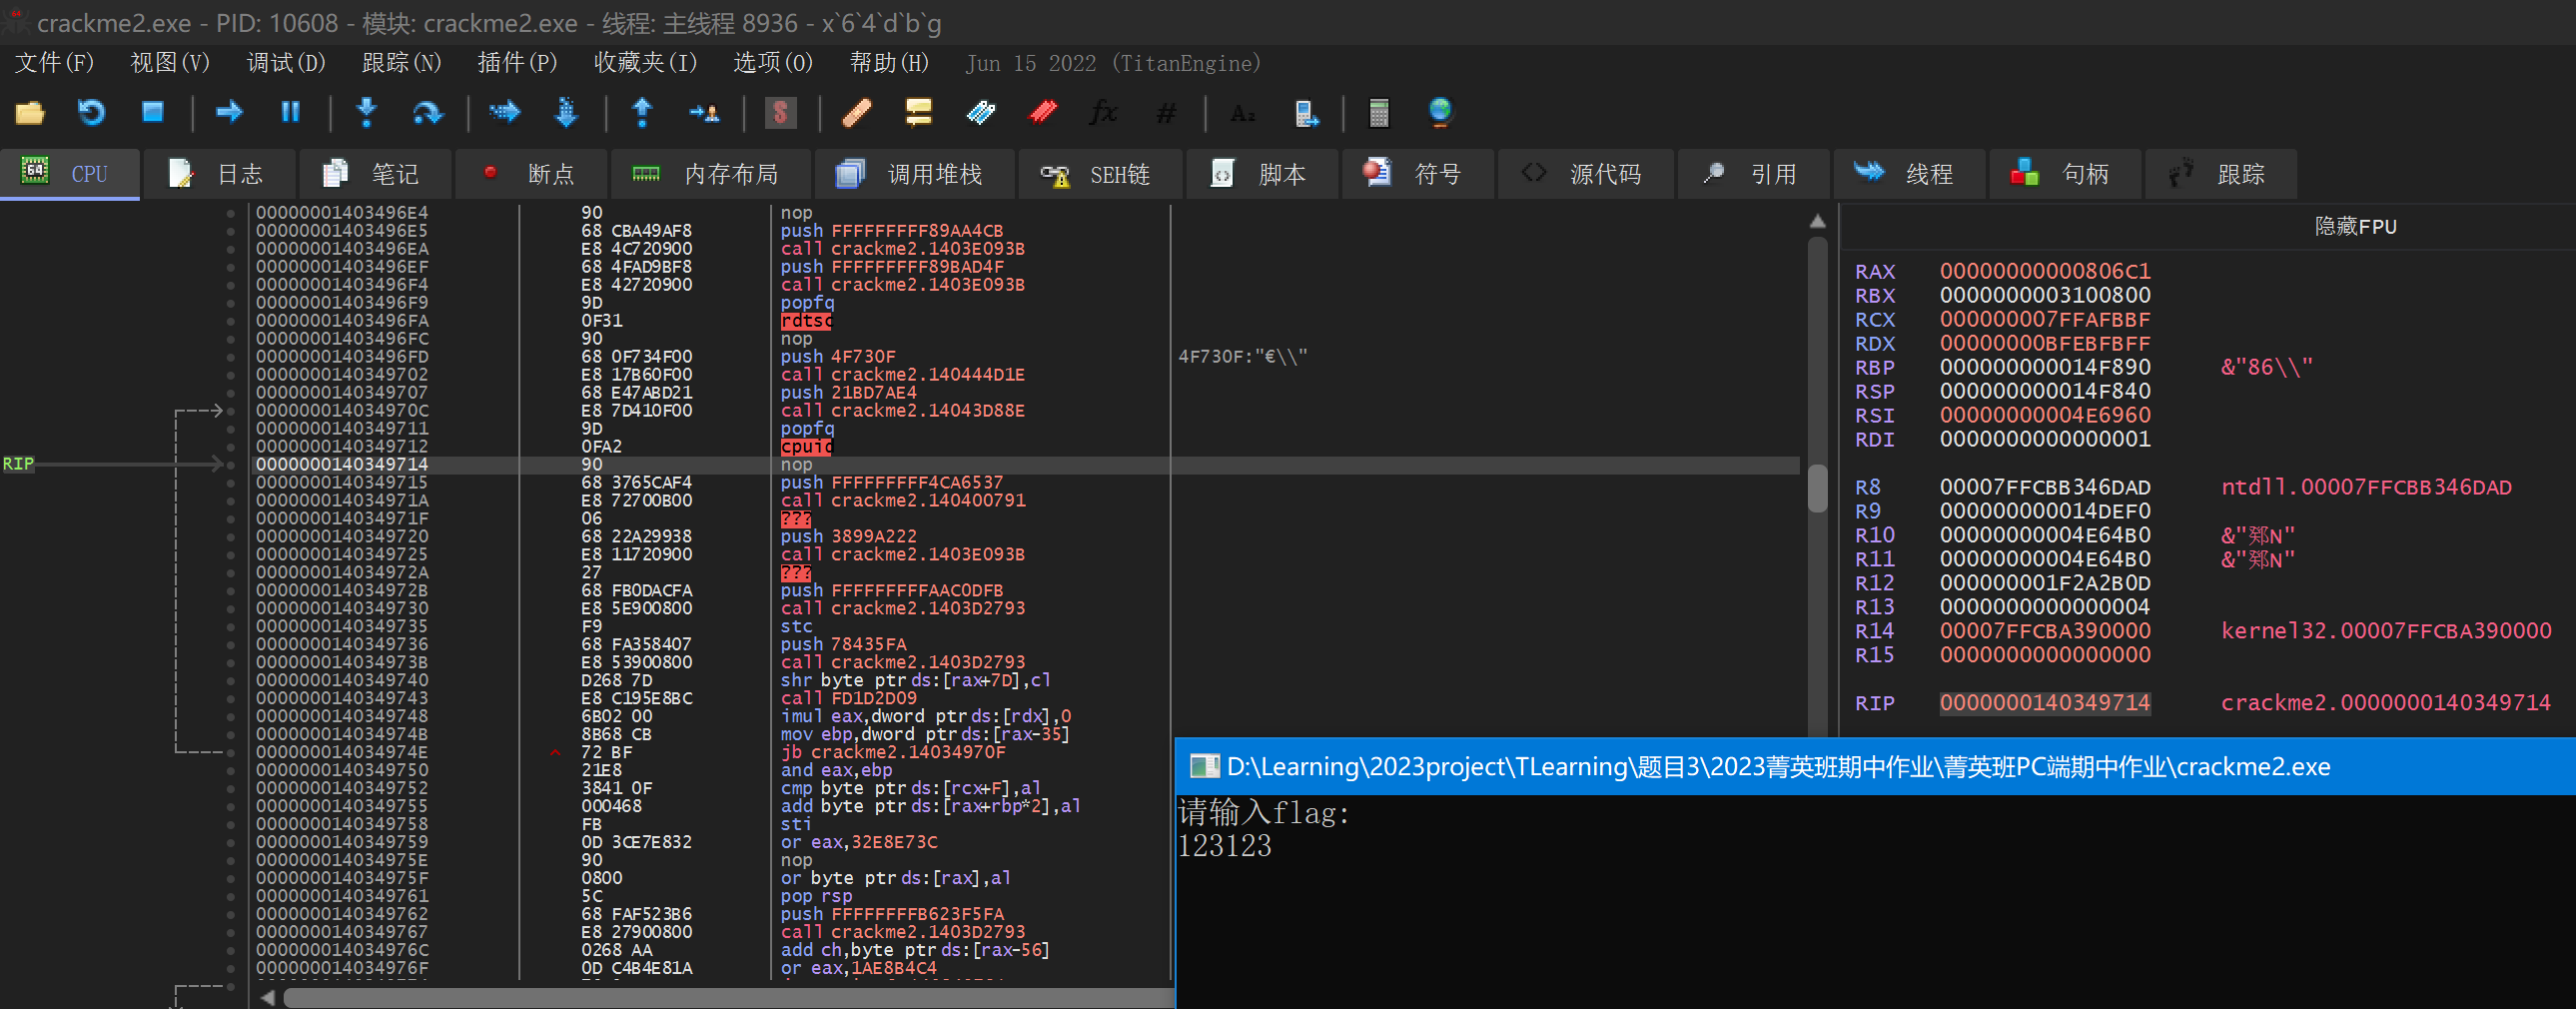 crackme2.exe - PID: 10608 - 模块: crackme2.exe - 线程: 主线程 8936 - x`6`4`d`b`g
文件(F) 视图(V) 调试(D) 跟踪(N) 插件(P) 收藏夹(I) 选项(O) 帮助(H) Jun 15 2022 (TitanEngine)
$ fx # A₂
64 CPU 日志 笔记 断点 内存布局 调用堆栈 SEH链 脚本 符号 源代码 引用 线程 句柄 跟踪
00000001403496E4 90 nop
00000001403496E5 68 CBA49AF8 push FFFFFFFFF89AA4CB
00000001403496EA E8 4C720900 call crackme2.1403E093B
00000001403496EF 68 4FAD9BF8 push FFFFFFFFF89BAD4F
00000001403496F4 E8 42720900 call crackme2.1403E093B
00000001403496F9 9D popfq
00000001403496FA 0F31 rdtsc
00000001403496FC 90 nop
00000001403496FD 68 0F734F00 push 4F730F 4F730F:"€\\"
0000000140349702 E8 17B60F00 call crackme2.140444D1E
0000000140349707 68 E47ABD21 push 21BD7AE4
000000014034970C E8 7D410F00 call crackme2.14043D88E
0000000140349711 9D popfq
0000000140349712 0FA2 cpuid
RIP 0000000140349714 90 nop
0000000140349715 68 3765CAF4 push FFFFFFFFF4CA6537
000000014034971A E8 72700B00 call crackme2.140400791
000000014034971F 06 ???
0000000140349720 68 22A29938 push 3899A222
0000000140349725 E8 11720900 call crackme2.1403E093B
000000014034972A 27 ???
000000014034972B 68 FB0DACFA push FFFFFFFFFAAC0DFB
0000000140349730 E8 5E900800 call crackme2.1403D2793
0000000140349735 F9 stc
0000000140349736 68 FA358407 push 78435FA
000000014034973B E8 53900800 call crackme2.1403D2793
0000000140349740 D268 7D shr byte ptr ds:[rax+7D],cl
0000000140349743 E8 C195E8BC call FD1D2D09
0000000140349748 6B02 00 imul eax,dword ptr ds:[rdx],0
000000014034974B 8B68 CB mov ebp,dword ptr ds:[rax-35]
000000014034974E 72 BF jb crackme2.14034970F
0000000140349750 21E8 and eax,ebp
0000000140349752 3841 0F cmp byte ptr ds:[rcx+F],al
0000000140349755 000468 add byte ptr ds:[rax+rbp*2],al
0000000140349758 FB sti
0000000140349759 0D 3CE7E832 or eax,32E8E73C
000000014034975E 90 nop
000000014034975F 0800 or byte ptr ds:[rax],al
0000000140349761 5C pop rsp
0000000140349762 68 FAF523B6 push FFFFFFFFB623F5FA
0000000140349767 E8 27900800 call crackme2.1403D2793
000000014034976C 0268 AA add ch,byte ptr ds:[rax-56]
000000014034976F 0D C4B4E81A or eax,1AE8B4C4
隐藏FPU
RAX 00000000000806C1
RBX 0000000003100800
RCX 000000007FFAFBBF
RDX 00000000BFEBFBFF
RBP 000000000014F890 &"86\\"
RSP 000000000014F840
RSI 00000000004E6960
RDI 0000000000000001
R8 00007FFCBB346DAD ntdll.00007FFCBB346DAD
R9 000000000014DEF0
R10 00000000004E64B0 &"郑N"
R11 00000000004E64B0 &"郑N"
R12 000000001F2A2B0D
R13 0000000000000004
R14 00007FFCBA390000 kernel32.00007FFCBA390000
R15 0000000000000000
RIP 0000000140349714 crackme2.0000000140349714
D:\Learning\2023project\TLearning\题目3\2023菁英班期中作业\菁英班PC端期中作业\crackme2.exe
请输入flag:
123123